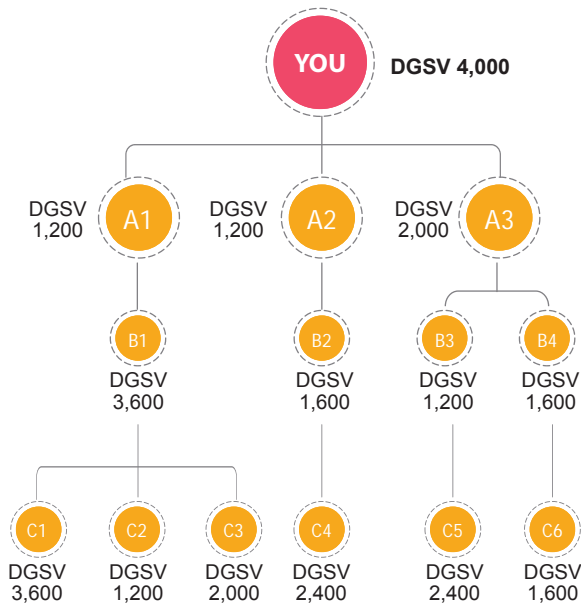 YOU
DGSV 4,000
DGSV
1,200
A1
DGSV
1,200
A2
DGSV
2,000
A3
B1
DGSV
3,600
B2
DGSV
1,600
B3
DGSV
1,200
B4
DGSV
1,600
C1
DGSV
3,600
C2
DGSV
1,200
C3
DGSV
2,000
C4
DGSV
2,400
C5
DGSV
2,400
C6
DGSV
1,600